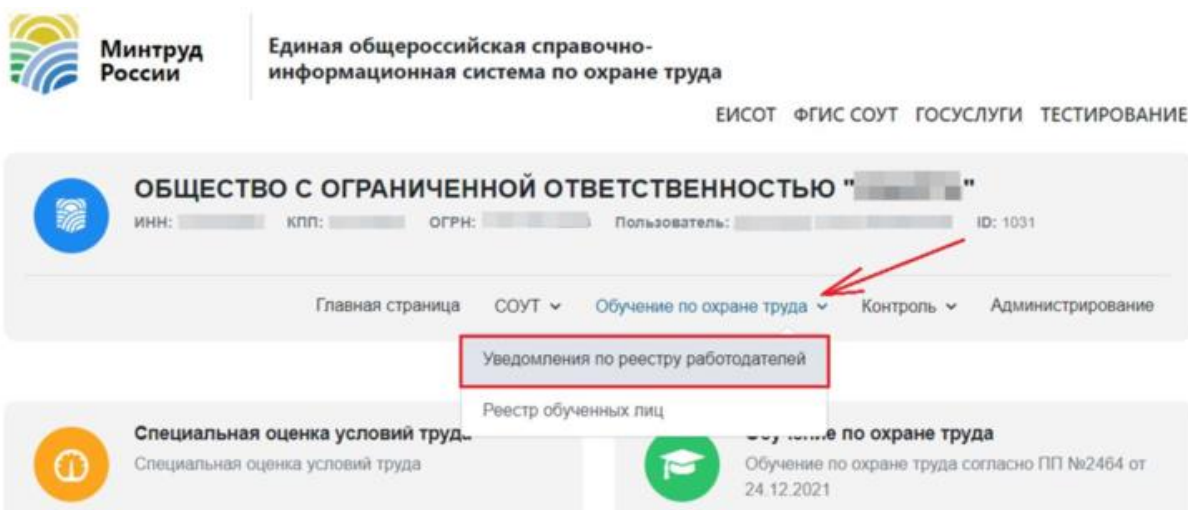 Минтруд
России
Единая общероссийская справочно-
информационная система по охране труда
ЕИСОТ ФГИС СОУТ ГОСУСЛУГИ ТЕСТИРОВАНИЕ
ОБЩЕСТВО С ОГРАНИЧЕННОЙ ОТВЕТСТВЕННОСТЬЮ " "
ИНН: КПП: ОГРН: Пользователь: ID: 1031
Главная страница СОУТ Обучение по охране труда Контроль Администрирование
Уведомления по реестру работодателей
Реестр обученных лиц
Специальная оценка условий труда
Специальная оценка условий труда
по охране труда
Обучение по охране труда согласно ПП №2464 от
24.12.2021